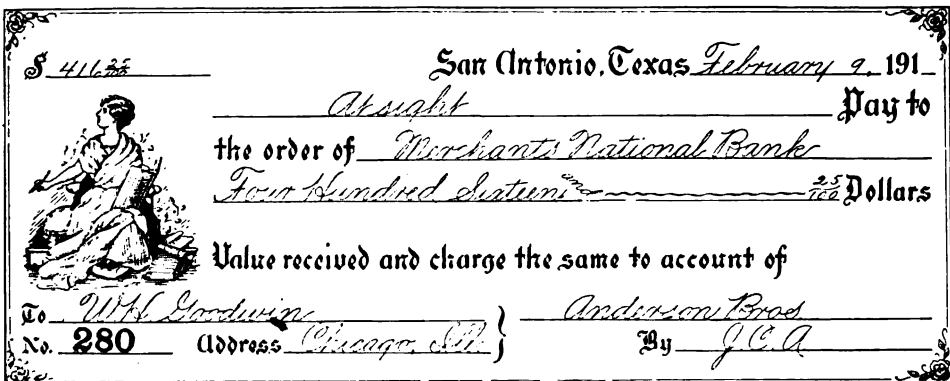 $ 416 25/100 San Antonio, Texas February 9, 191_
At sight Pay to
the order of Merchants National Bank
Four Hundred Sixteen and 25/100 Dollars
Value received and charge the same to account of
To W H Goodwin } Anderson Bros
No. 280 Address Chicago, Ill. By J.C.A